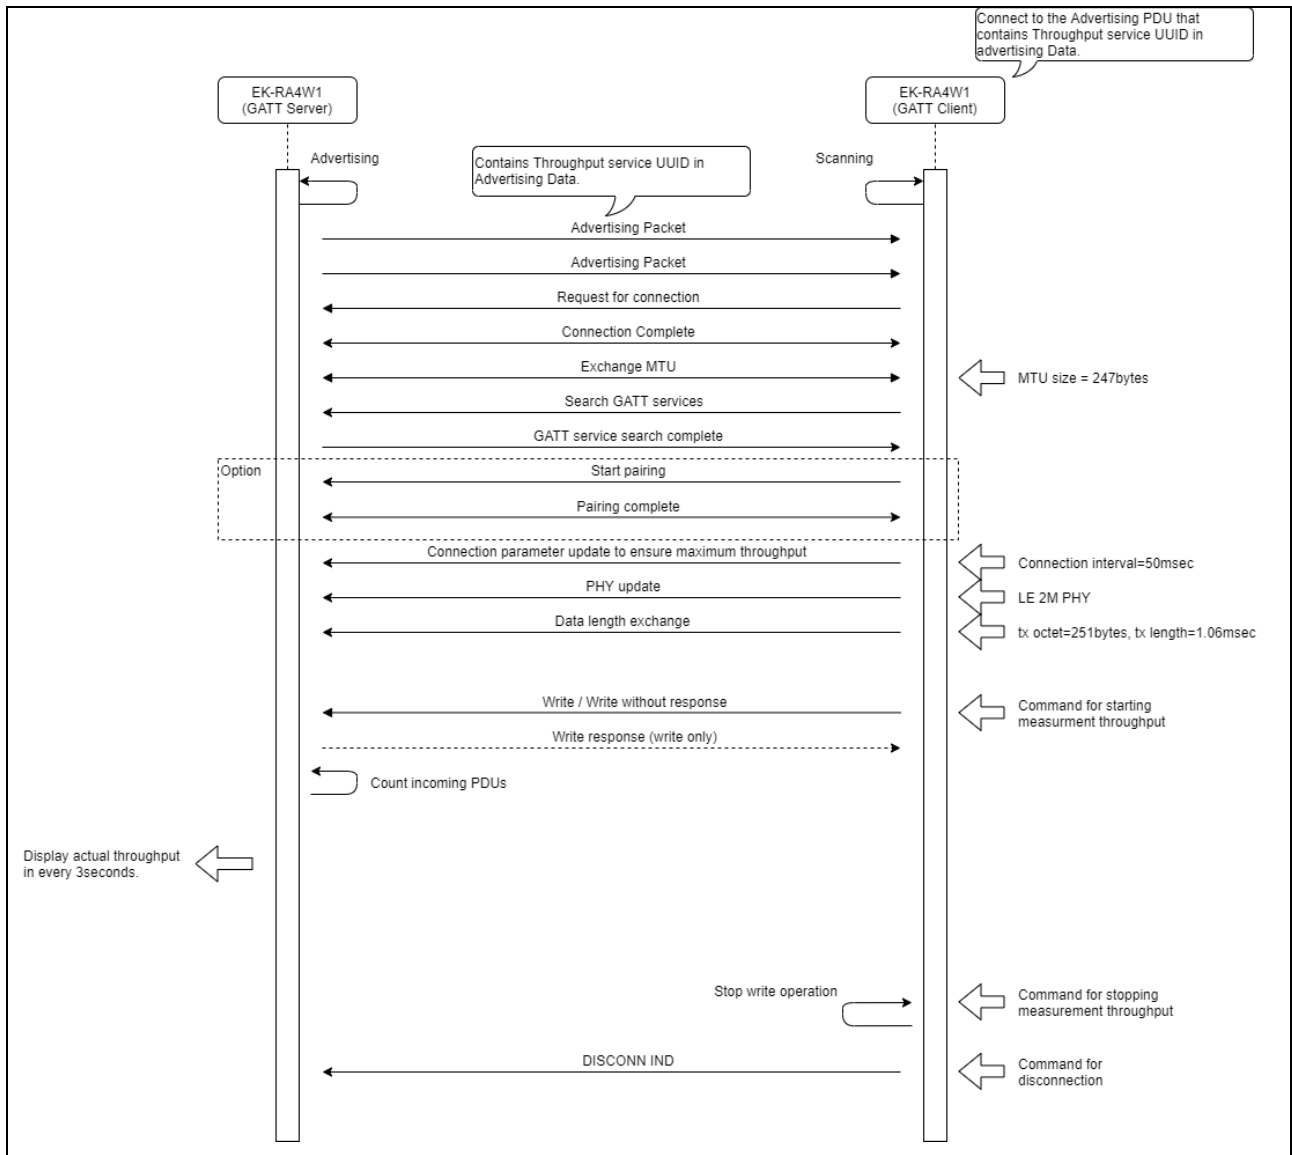 Connect to the Advertising PDU that
contains Throughput service UUID in
advertising Data.
EK-RA4W1
(GATT Server)
EK-RA4W1
(GATT Client)
Advertising
Contains Throughput service UUID in
Advertising Data.
Scanning
Advertising Packet
Advertising Packet
Request for connection
Connection Complete
Exchange MTU
MTU size = 247bytes
Search GATT services
GATT service search complete
Option
Start pairing
Pairing complete
Connection parameter update to ensure maximum throughput
Connection interval=50msec
PHY update
LE 2M PHY
Data length exchange
tx octet=251bytes, tx length=1.06msec
Write / Write without response
Command for starting
measurment throughput
Write response (write only)
Count incoming PDUs
Display actual throughput
in every 3seconds.
Stop write operation
Command for stopping
measurement throughput
DISCONN IND
Command for
disconnection